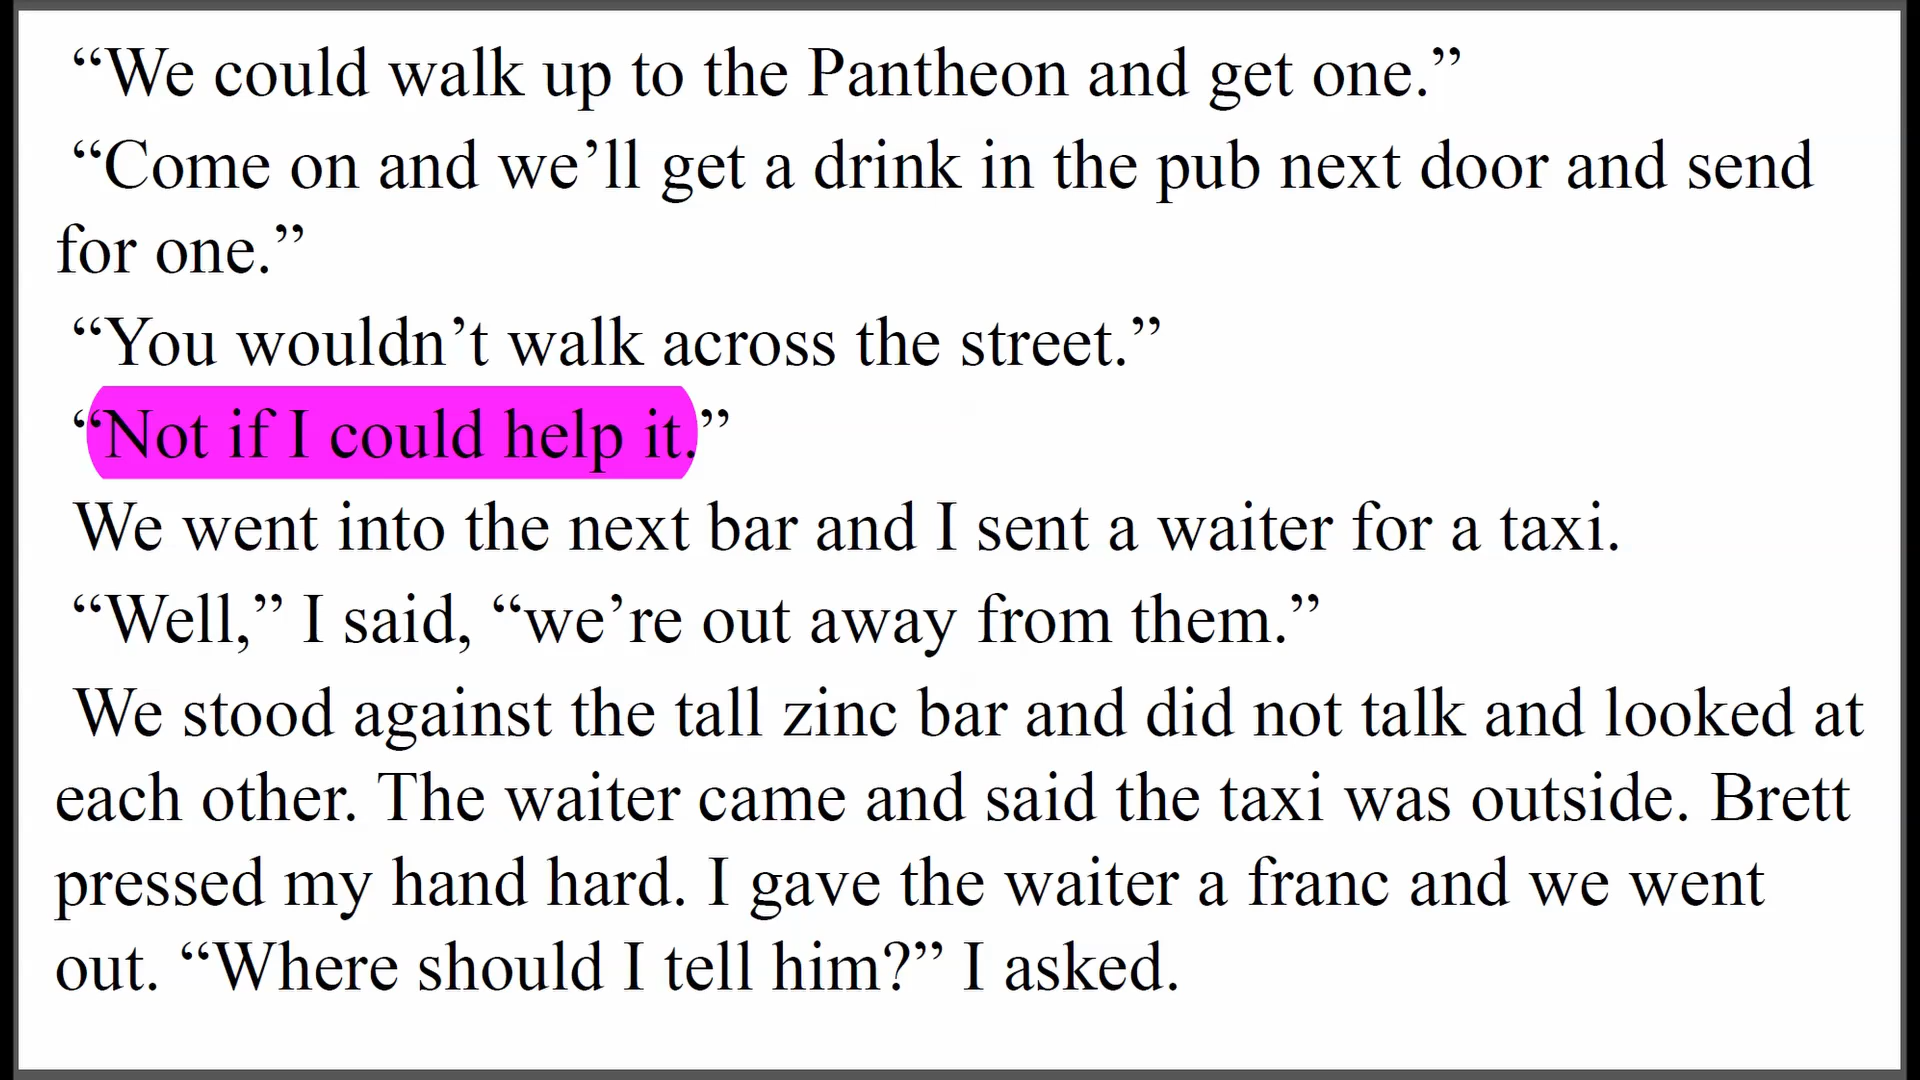 “We could walk up to the Pantheon and get one.”
“Come on and we’ll get a drink in the pub next door and send
for one.”
“You wouldn’t walk across the street.”
“Not if I could help it.”
We went into the next bar and I sent a waiter for a taxi.
“Well,” I said, “we’re out away from them.”
We stood against the tall zinc bar and did not talk and looked at
each other. The waiter came and said the taxi was outside. Brett
pressed my hand hard. I gave the waiter a franc and we went
out. “Where should I tell him?” I asked.